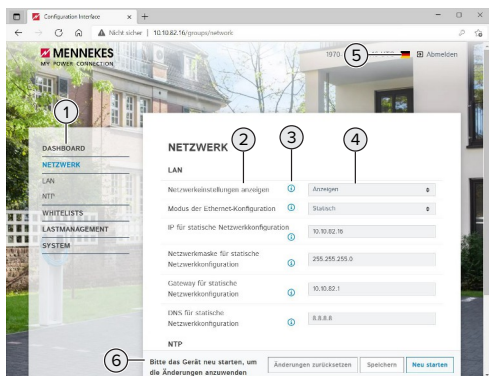 Configuration Interface
Nicht sicher | 10.10.82.16/groups/network
MENNEKES
MY POWER CONNECTION
1970
5
Abmelden
1
2
3
4
DASHBOARD
NETZWERK
LAN
NTP
WHITELISTS
LASTMANAGEMENT
SYSTEM
NETZWERK
LAN
Netzwerkeinstellungen anzeigen
Anzeigen
Modus der Ethernet-Konfiguration
Statisch
IP für statische Netzwerkkonfiguration
10.10.82.16
Netzwerkmaske für statische
Netzwerkkonfiguration
255.255.255.0
Gateway für statische
Netzwerkkonfiguration
10.10.82.1
DNS für statische
Netzwerkkonfiguration
8.8.8.8
NTP
6
Bitte das Gerät neu starten, um
die Änderungen anzuwenden
Änderungen zurücksetzen
Speichern
Neu starten